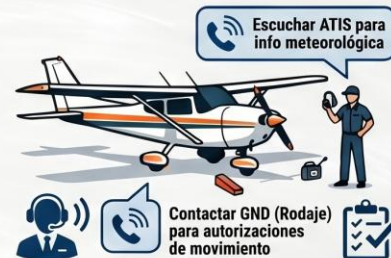 Escuchar ATIS para
info meteorológica
Contactar GND (Rodaje)
para autorizaciones
de movimiento